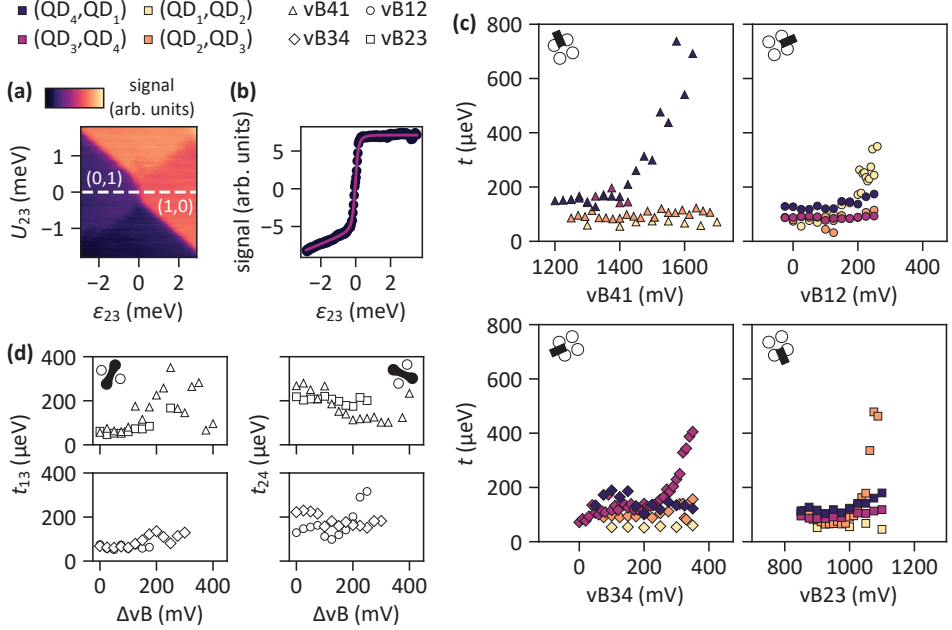 (QD4,QD1) (QD1,QD2) vB41 vB12
(QD3,QD4) (QD2,QD3) vB34 vB23
(a) signal
(arb. units)
U23 (meV)
1
0
−1
(0,1)
(1,0)
−2 0 2
ε23 (meV)
(b)
signal (arb. units)
5
0
−5
−2 0 2
ε23 (meV)
(c)
t (µeV)
800
600
400
200
0
1200 1400 1600
vB41 (mV)
0 200 400
vB12 (mV)
t (µeV)
800
600
400
200
0
0 200 400
vB34 (mV)
800 1000 1200
vB23 (mV)
(d)
t13 (µeV)
400
200
0
400
200
0
0 200 400
ΔvB (mV)
t24 (µeV)
0 200 400
ΔvB (mV)